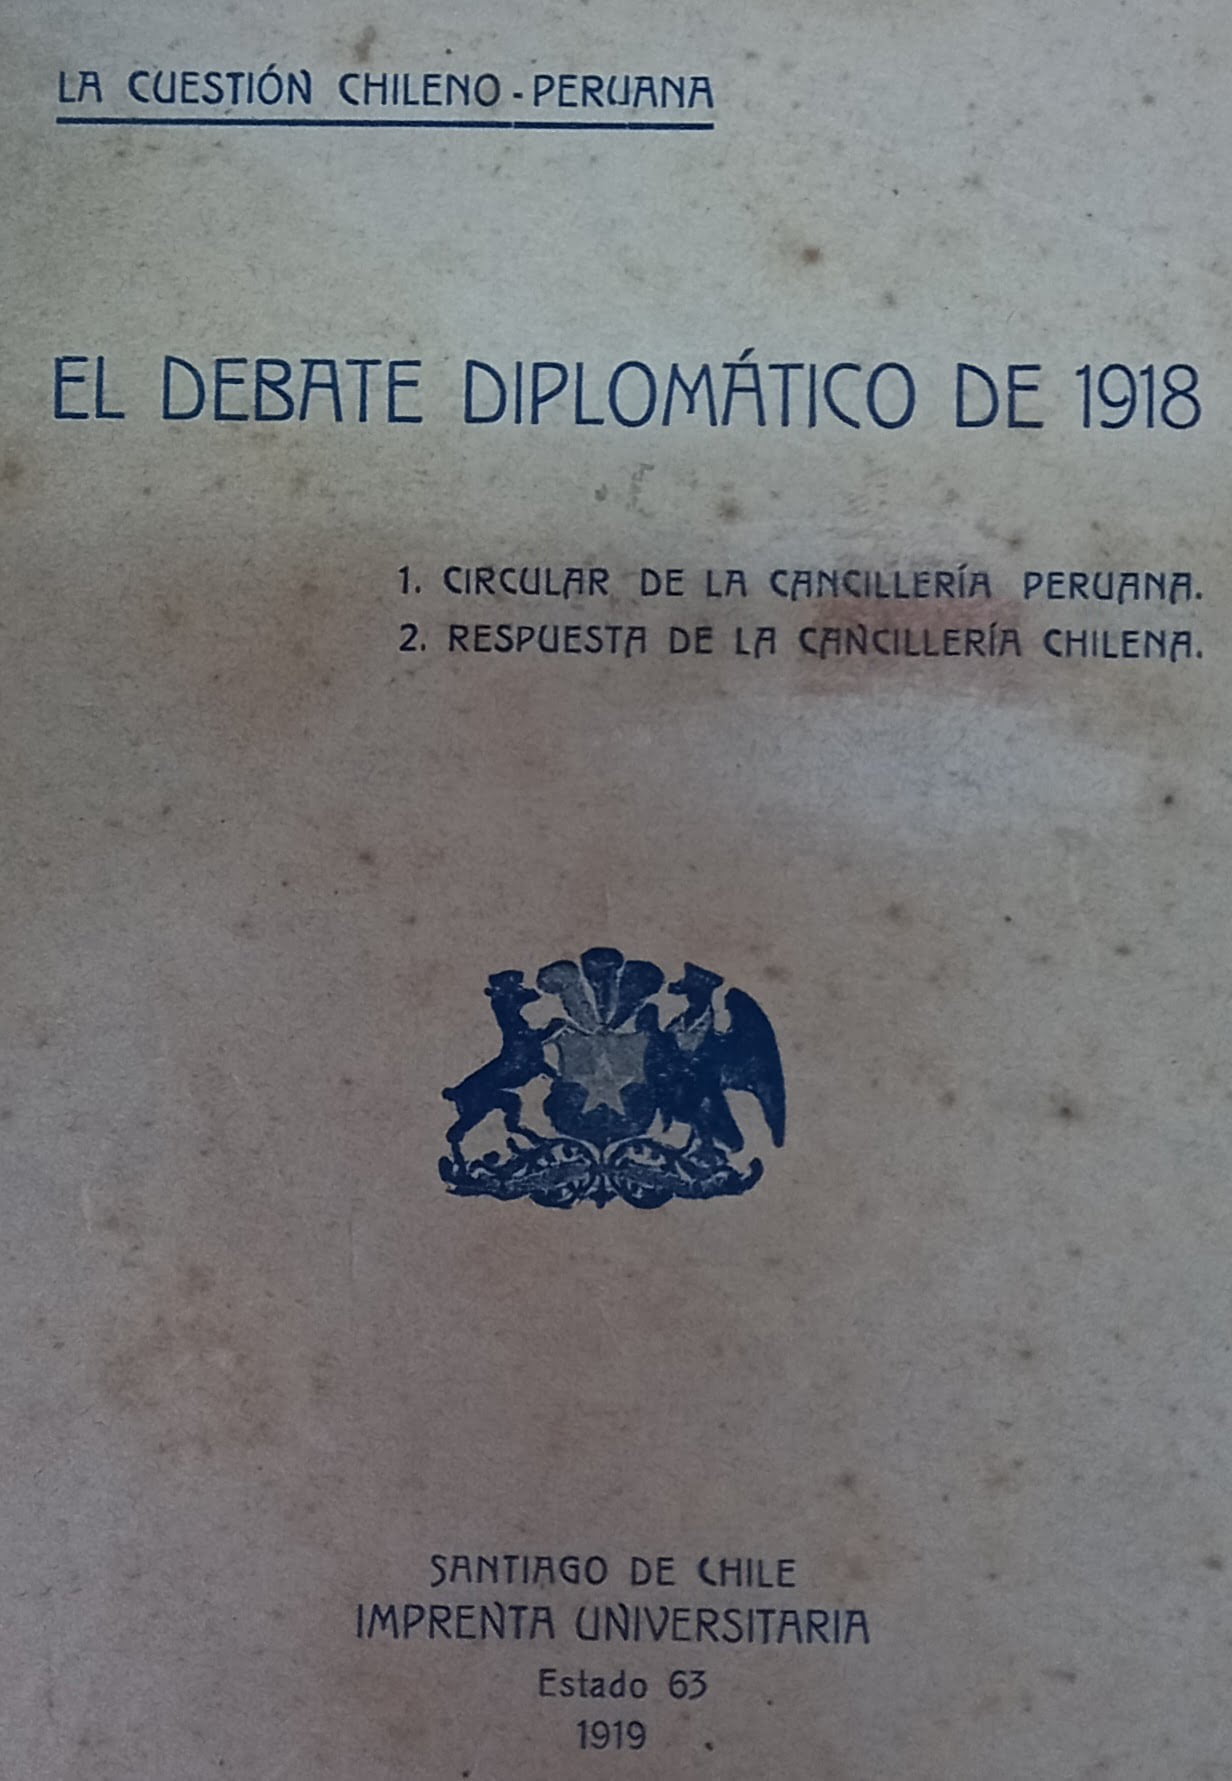 LA CUESTIÓN CHILENO-PERUANA
EL DEBATE DIPLOMÁTICO DE 1918
1. CIRCULAR DE LA CANCILLERÍA PERUANA.
2. RESPUESTA DE LA CANCILLERÍA CHILENA.
SANTIAGO DE CHILE
IMPRENTA UNIVERSITARIA
Estado 63
1919